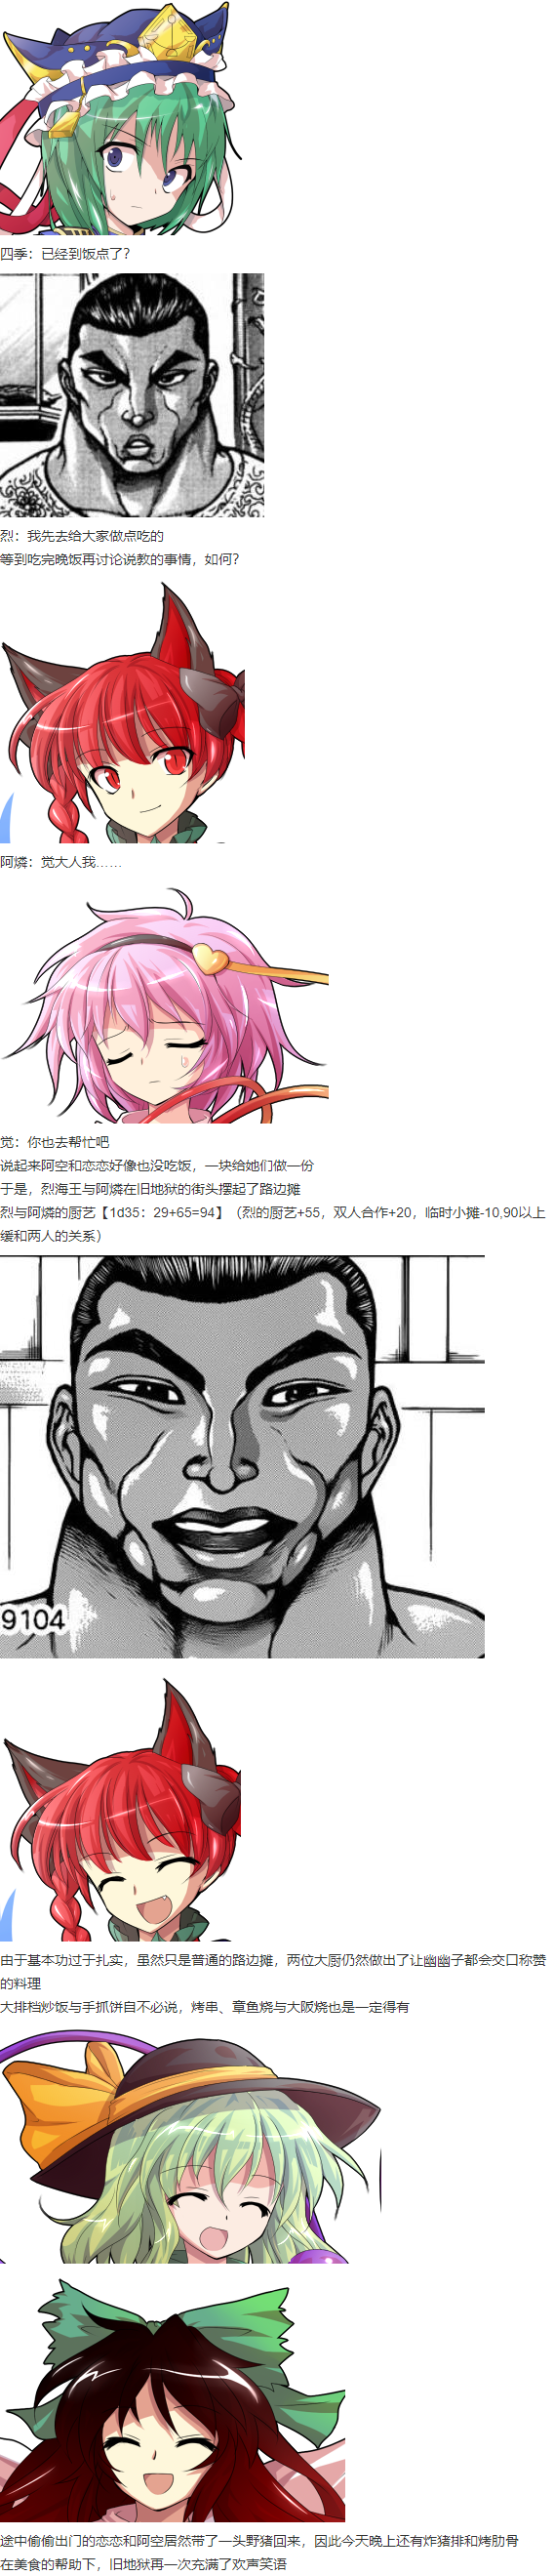 四季：已经到饭点了？
烈：我先去给大家做点吃的
等到吃完晚饭再讨论说教的事情，如何？
阿燐：觉大人我……
觉：你也去帮忙吧
说起来阿空和恋恋好像也没吃饭，一块给她们做一份
于是，烈海王与阿燐在旧地狱的街头摆起了路边摊
烈与阿燐的厨艺【1d35：29+65=94】（烈的厨艺+55，双人合作+20，临时小摊-10,90以上
缓和两人的关系）
9104
由于基本功过于扎实，虽然只是普通的路边摊，两位大厨仍然做出了让幽幽子都会交口称赞
的料理
大排档炒饭与手抓饼自不必说，烤串、章鱼烧与大阪烧也是一定得有
途中偷偷出门的恋恋和阿空居然带了一头野猪回来，因此今天晚上还有炸猪排和烤肋骨
在美食的帮助下，旧地狱再一次充满了欢声笑语